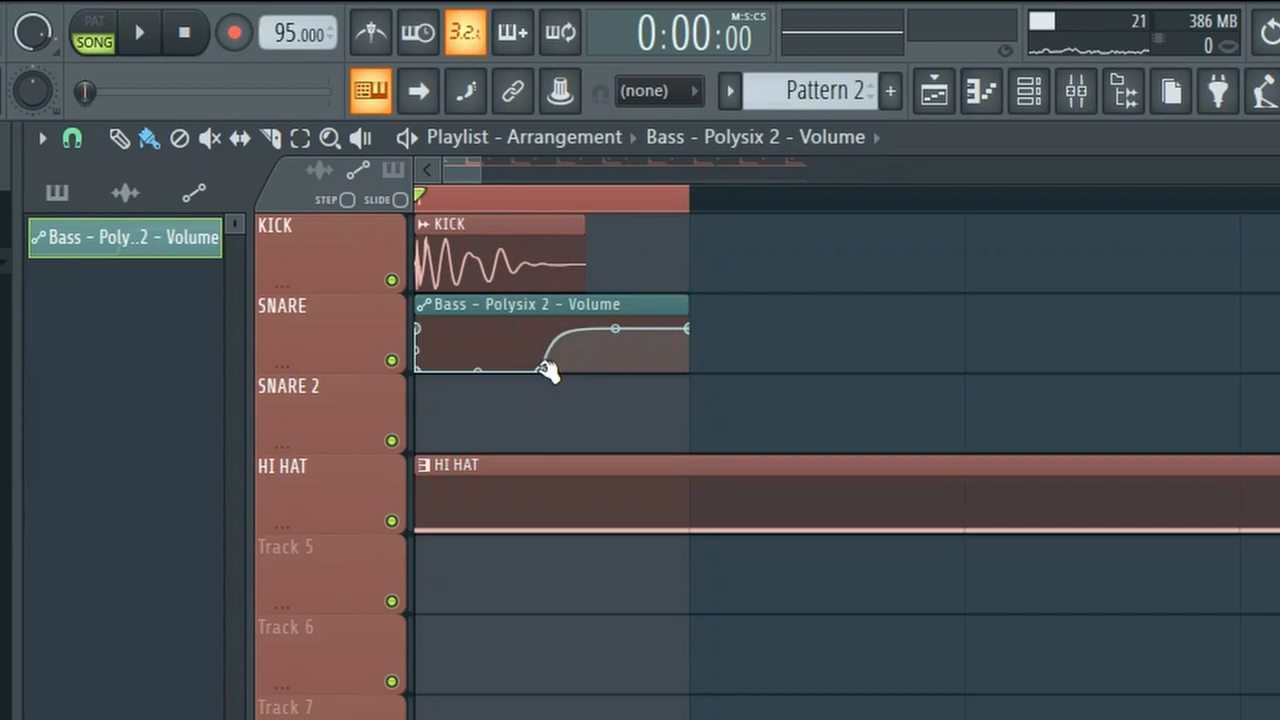 PAT
SONG
95.000
3.2.
0:00:00
M:S:CS
21
386 MB
0
(none)
Pattern 2
Playlist - Arrangement
Bass - Polysix 2 - Volume
STEP
SLIDE
Bass - Poly..2 - Volume
KICK
KICK
SNARE
Bass - Polysix 2 - Volume
SNARE 2
HI HAT
HI HAT
Track 5
Track 6
Track 7